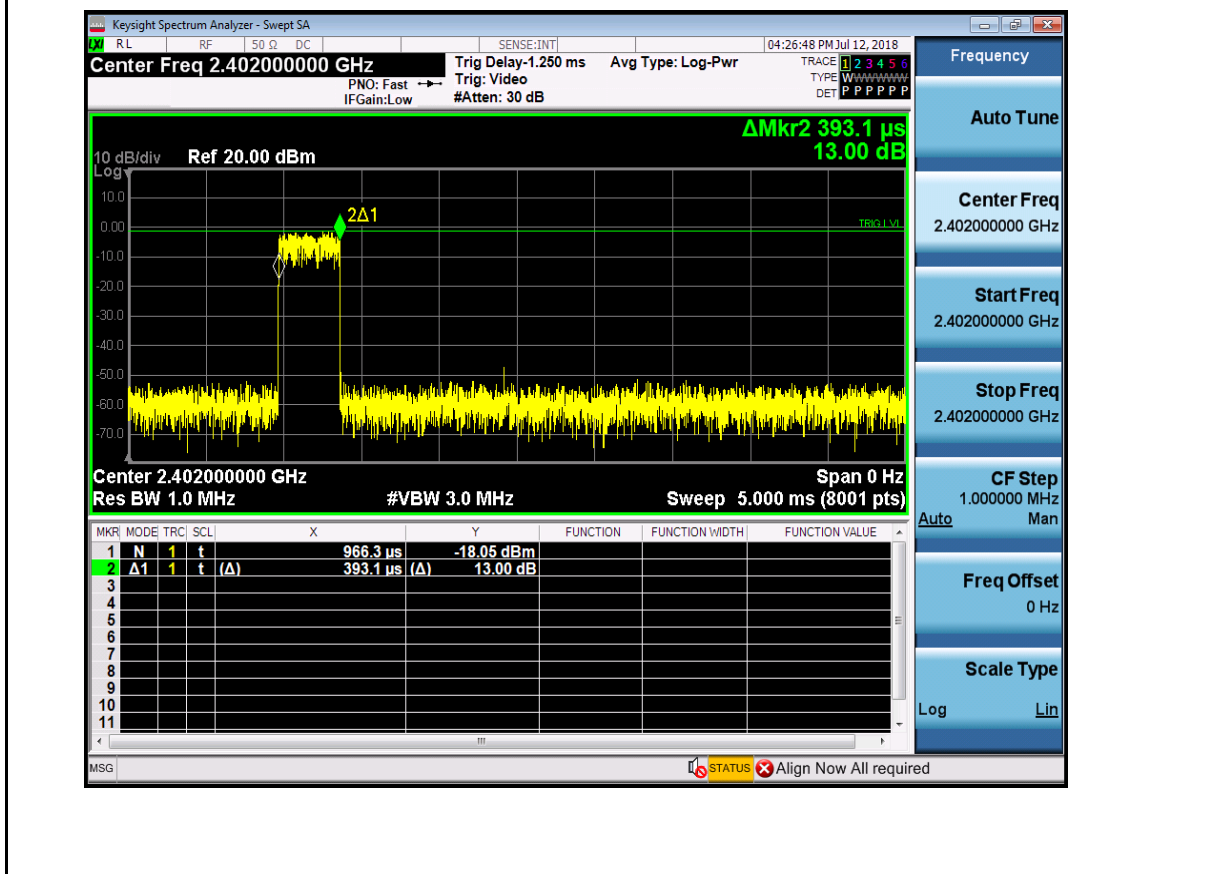 Keysight Spectrum Analyzer - Swept SA
LXI RL RF 50 Ω DC SENSE:INT 04:26:48 PM Jul 12, 2018
Center Freq 2.402000000 GHz
PNO: Fast
IFGain:Low
Trig Delay-1.250 ms
Trig: Video
#Atten: 30 dB
Avg Type: Log-Pwr
TRACE 1 2 3 4 5 6
TYPE WWWWWW
DET P P P P P P
ΔMkr2 393.1 µs
13.00 dB
10 dB/div Ref 20.00 dBm
Log
10.0
0.00
-10.0
-20.0
-30.0
-40.0
-50.0
-60.0
-70.0
2Δ1
TRIG LVL
Center 2.402000000 GHz Span 0 Hz
Res BW 1.0 MHz #VBW 3.0 MHz Sweep 5.000 ms (8001 pts)
MKR MODE TRC SCL X Y FUNCTION FUNCTION WIDTH FUNCTION VALUE
1 N 1 t 966.3 µs -18.05 dBm
2 Δ1 1 t (Δ) 393.1 µs (Δ) 13.00 dB
3
4
5
6
7
8
9
10
11
MSG STATUS Align Now All required
Frequency
Auto Tune
Center Freq
2.402000000 GHz
Start Freq
2.402000000 GHz
Stop Freq
2.402000000 GHz
CF Step
1.000000 MHz
Auto Man
Freq Offset
0 Hz
Scale Type
Log Lin